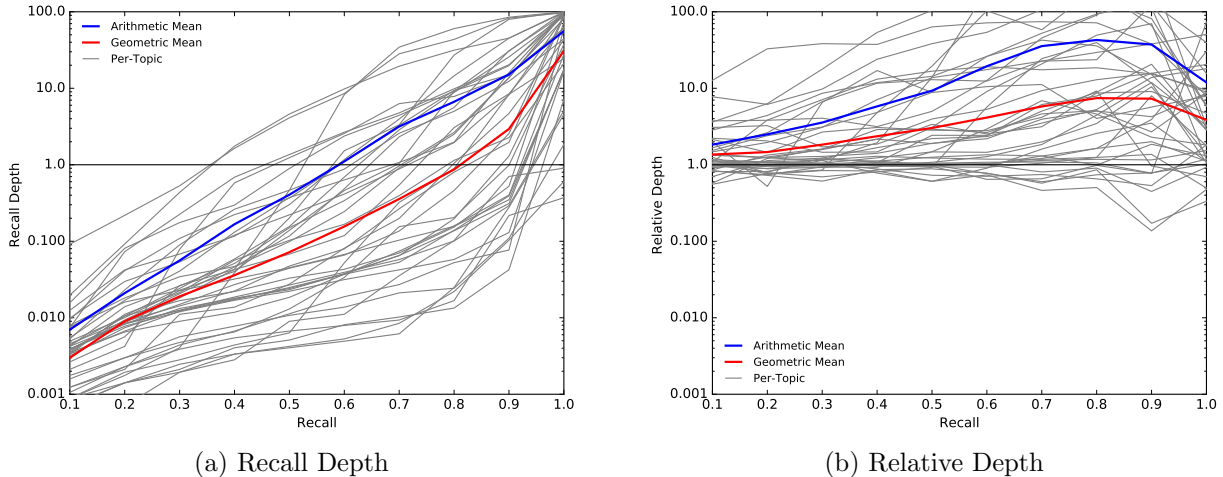 100.0
10.0
1.0
0.100
0.010
0.001
Recall Depth
Arithmetic Mean
Geometric Mean
Per-Topic
0.1 0.2 0.3 0.4 0.5 0.6 0.7 0.8 0.9 1.0
Recall
(a) Recall Depth
100.0
10.0
1.0
0.100
0.010
0.001
Relative Depth
Arithmetic Mean
Geometric Mean
Per-Topic
0.1 0.2 0.3 0.4 0.5 0.6 0.7 0.8 0.9 1.0
Recall
(b) Relative Depth